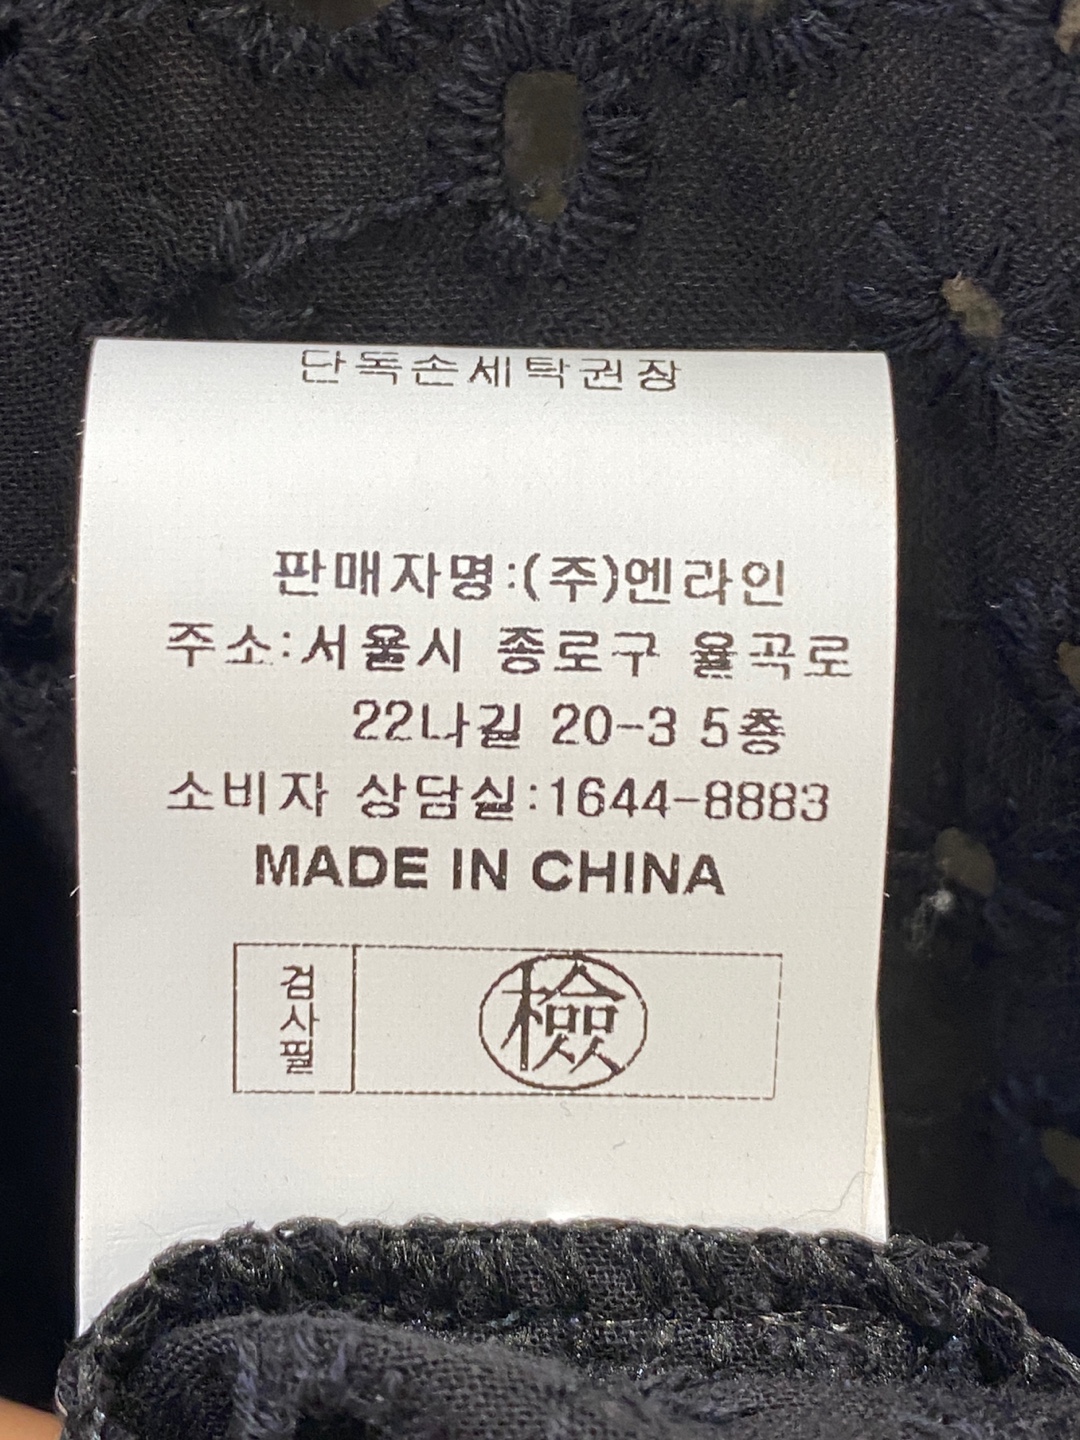 단독손세탁권장
판매자명:(주)엔라인
주소:서울시 종로구 율곡로
22나길 20-3 5층
소비자 상담실:1644-8883
MADE IN CHINA
검사필
檢